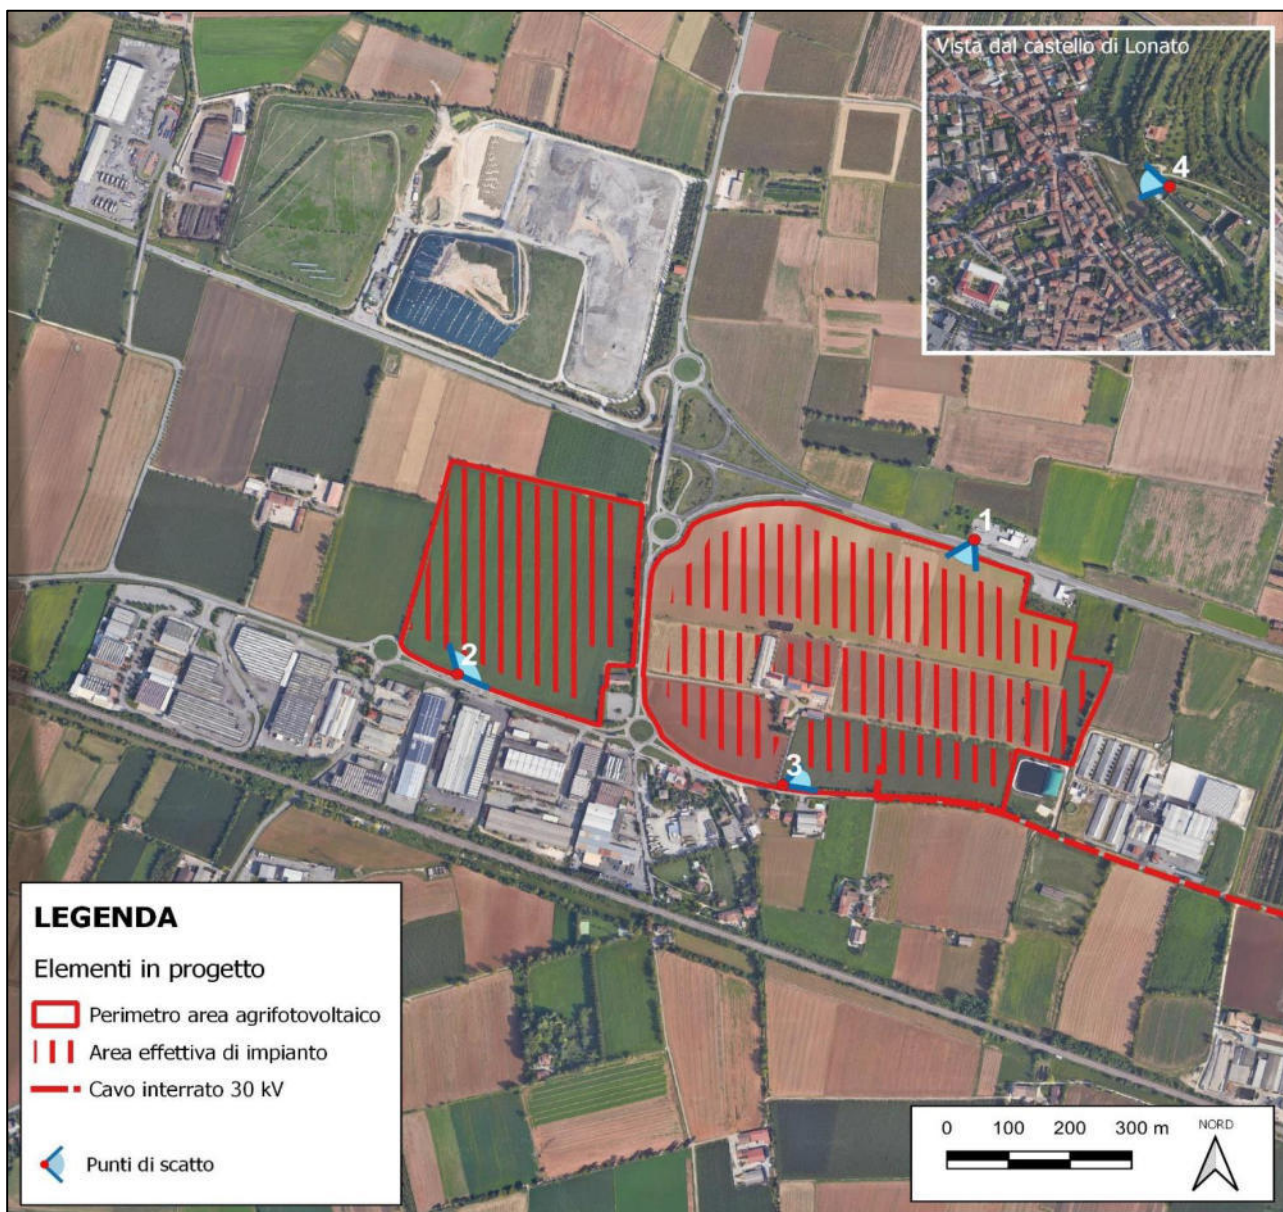 Vista dal castello di Lonato
4
1
2
3
LEGENDA
Elementi in progetto
Perimetro area agrifotovoltaico
Area effettiva di impianto
Cavo interrato 30 kV
Punti di scatto
0 100 200 300 m
NORD